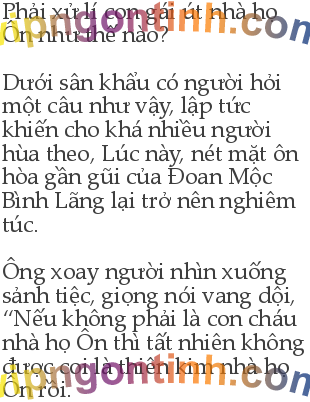 Phải xử lí con gái út nhà họ
Ôn như thế nào?
Dưới sân khấu có người hỏi
một câu như vậy, lập tức
khiến cho khá nhiều người
hùa theo, Lúc này, nét mặt ôn
hòa gần gũi của Đoan Mộc
Bình Lãng lại trở nên nghiêm
túc.
Ông xoay người nhìn xuống
sảnh tiệc, giọng nói vang dội,
“Nếu không phải là con cháu
nhà họ Ôn thì tất nhiên không
được coi là thiên kim nhà họ
Ôn rồi.